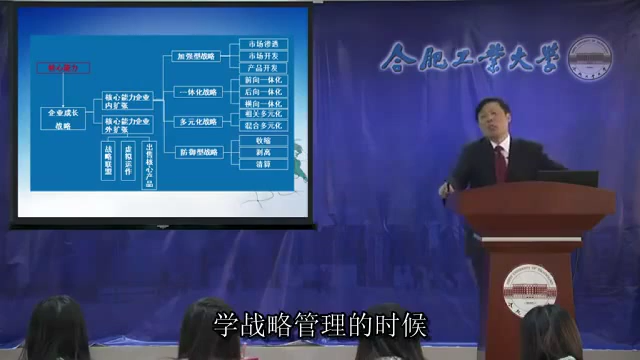 合肥工业大学
核心能力
企业成长
战略
核心能力企业
内扩张
核心能力企业
外扩张
战略联盟
虚拟运作
出售核心产品
加强型战略
市场渗透
市场开发
产品开发
一体化战略
前向一体化
后向一体化
横向一体化
多元化战略
相关多元化
混合多元化
防御型战略
收缩
剥离
清算
学战略管理的时候